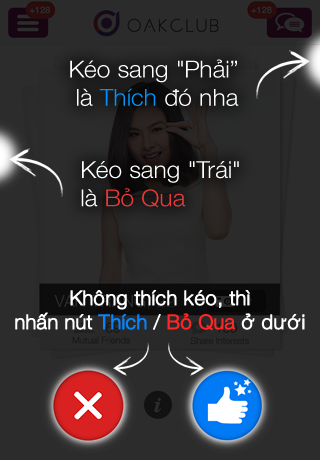 +128
OAKCLUB
+128
Kéo sang "Phải”
là Thích đó nha
Kéo sang "Trái"
là Bỏ Qua
Không thích kéo, thì
nhấn nút Thích / Bỏ Qua ở dưới
Mutual Friends
Share Interests
i